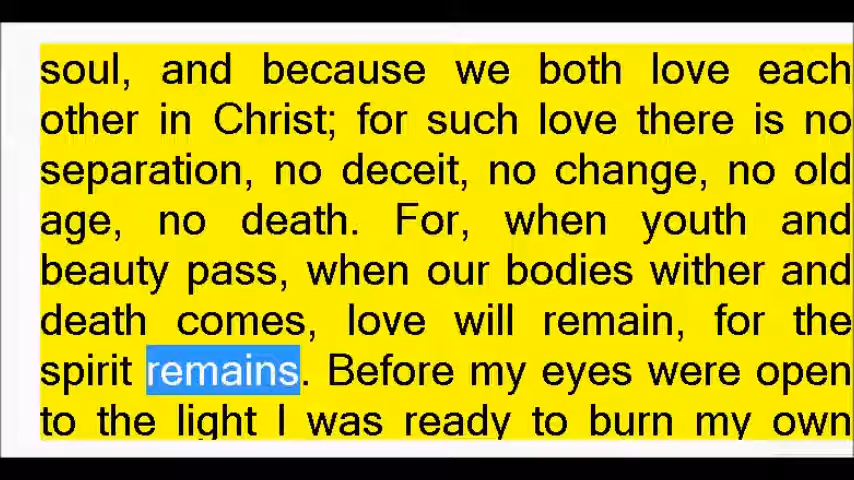 soul, and because we both love each
other in Christ; for such love there is no
separation, no deceit, no change, no old
age, no death. For, when youth and
beauty pass, when our bodies wither and
death comes, love will remain, for the
spirit remains. Before my eyes were open
to the light I was ready to burn my own